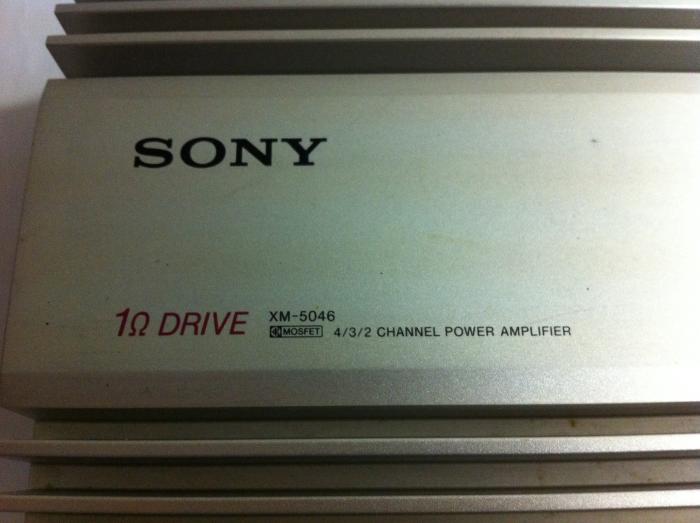 SONY
1Ω DRIVE
XM-5046
MOSFET 4/3/2 CHANNEL POWER AMPLIFIER